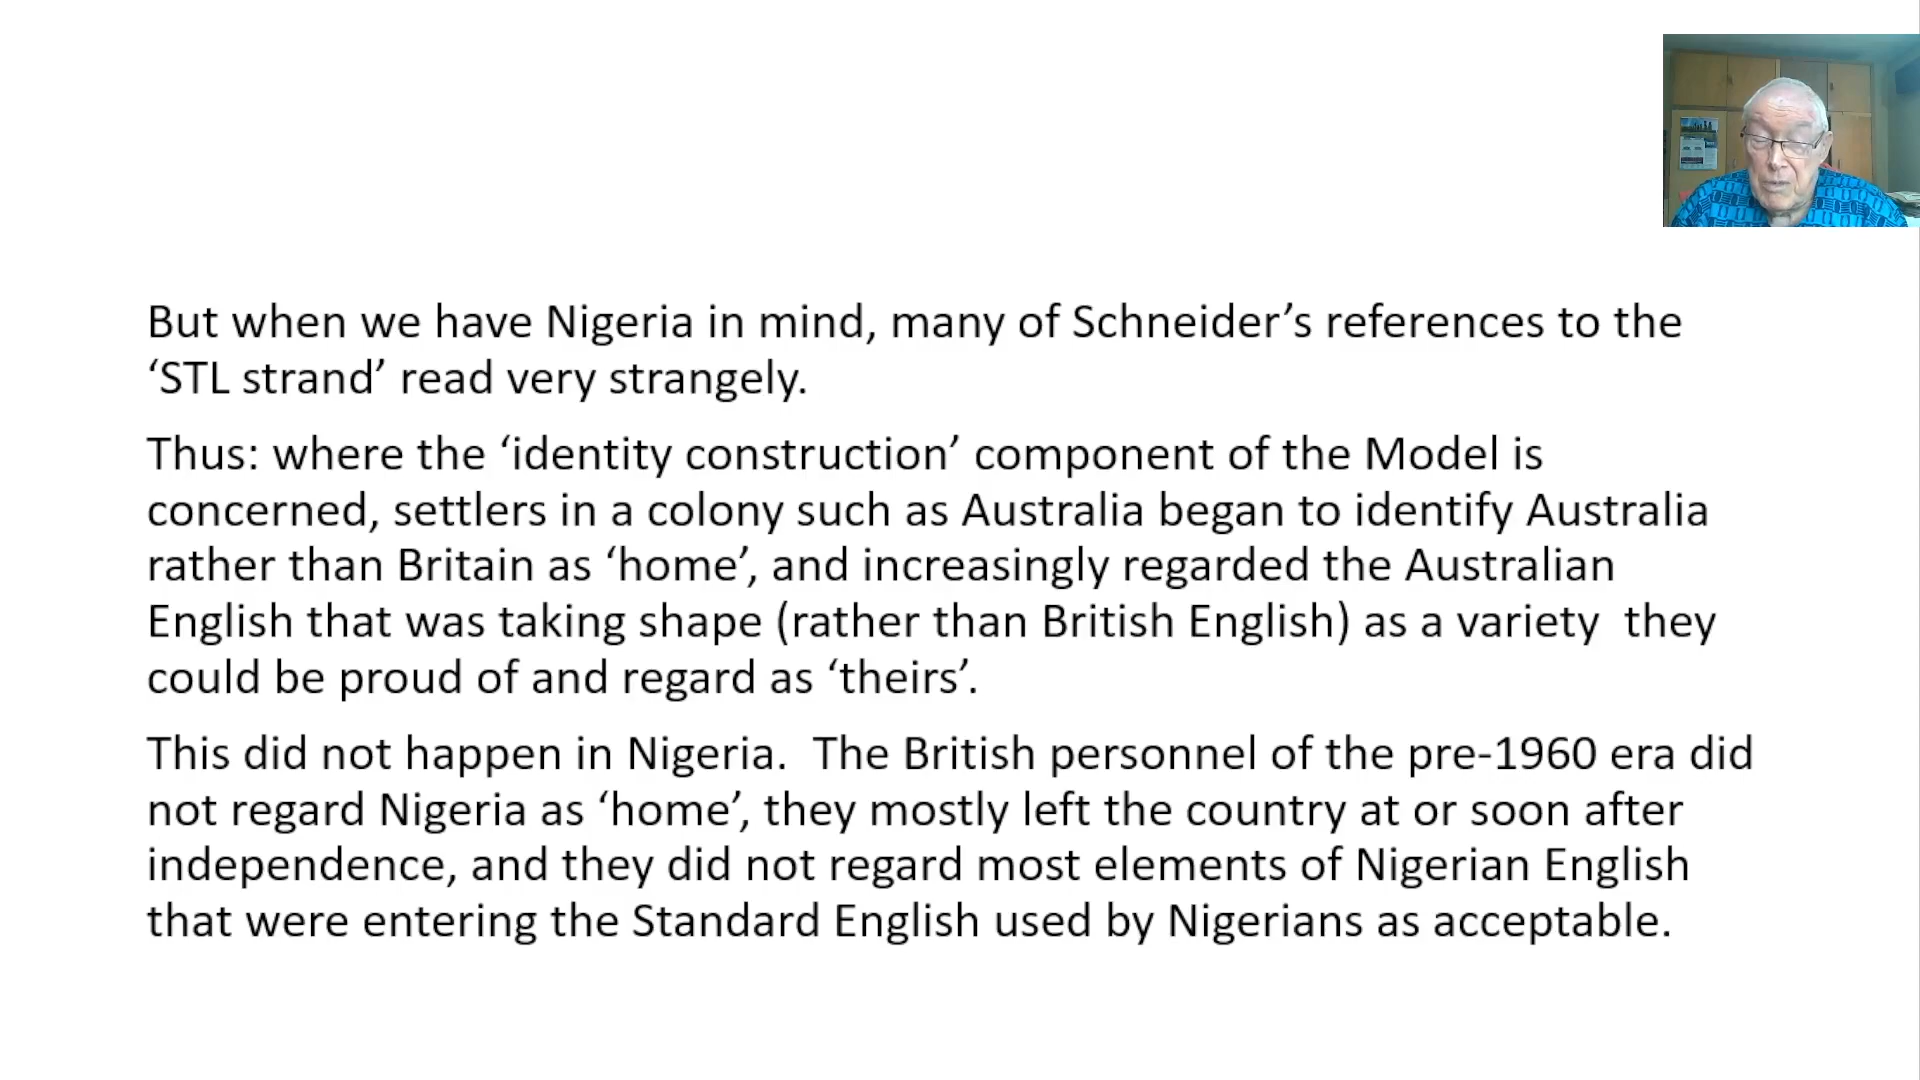 But when we have Nigeria in mind, many of Schneider’s references to the
‘STL strand’ read very strangely.
Thus: where the ‘identity construction’ component of the Model is
concerned, settlers in a colony such as Australia began to identify Australia
rather than Britain as ‘home’, and increasingly regarded the Australian
English that was taking shape (rather than British English) as a variety  they
could be proud of and regard as ‘theirs’.
This did not happen in Nigeria.  The British personnel of the pre-1960 era did
not regard Nigeria as ‘home’, they mostly left the country at or soon after
independence, and they did not regard most elements of Nigerian English
that were entering the Standard English used by Nigerians as acceptable.